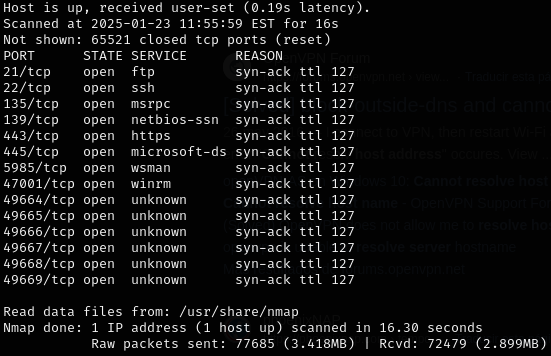 Host is up, received user-set (0.19s latency).
Scanned at 2025-01-23 11:55:59 EST for 16s
Not shown: 65521 closed tcp ports (reset)
PORT      STATE SERVICE      REASON
21/tcp    open  ftp          syn-ack ttl 127
22/tcp    open  ssh          syn-ack ttl 127
135/tcp   open  msrpc        syn-ack ttl 127
139/tcp   open  netbios-ssn  syn-ack ttl 127
443/tcp   open  https        syn-ack ttl 127
445/tcp   open  microsoft-ds syn-ack ttl 127
5985/tcp  open  wsman        syn-ack ttl 127
47001/tcp open  winrm        syn-ack ttl 127
49664/tcp open  unknown      syn-ack ttl 127
49665/tcp open  unknown      syn-ack ttl 127
49666/tcp open  unknown      syn-ack ttl 127
49667/tcp open  unknown      syn-ack ttl 127
49668/tcp open  unknown      syn-ack ttl 127
49669/tcp open  unknown      syn-ack ttl 127
Read data files from: /usr/share/nmap
Nmap done: 1 IP address (1 host up) scanned in 16.30 seconds
           Raw packets sent: 77685 (3.418MB) | Rcvd: 72479 (2.899MB)